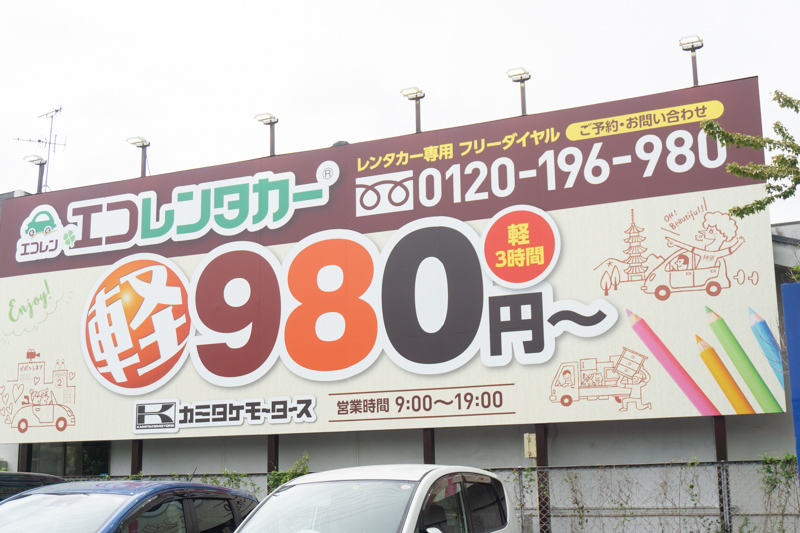 レンタカー専用 フリーダイヤル ご予約・お問い合わせ
0120-196-980
エコレン
エコレンタカー®
軽 980円〜
軽
3時間
Enjoy!
Oh! Beautiful!!
カミタケモータース
営業時間 9:00〜19:00